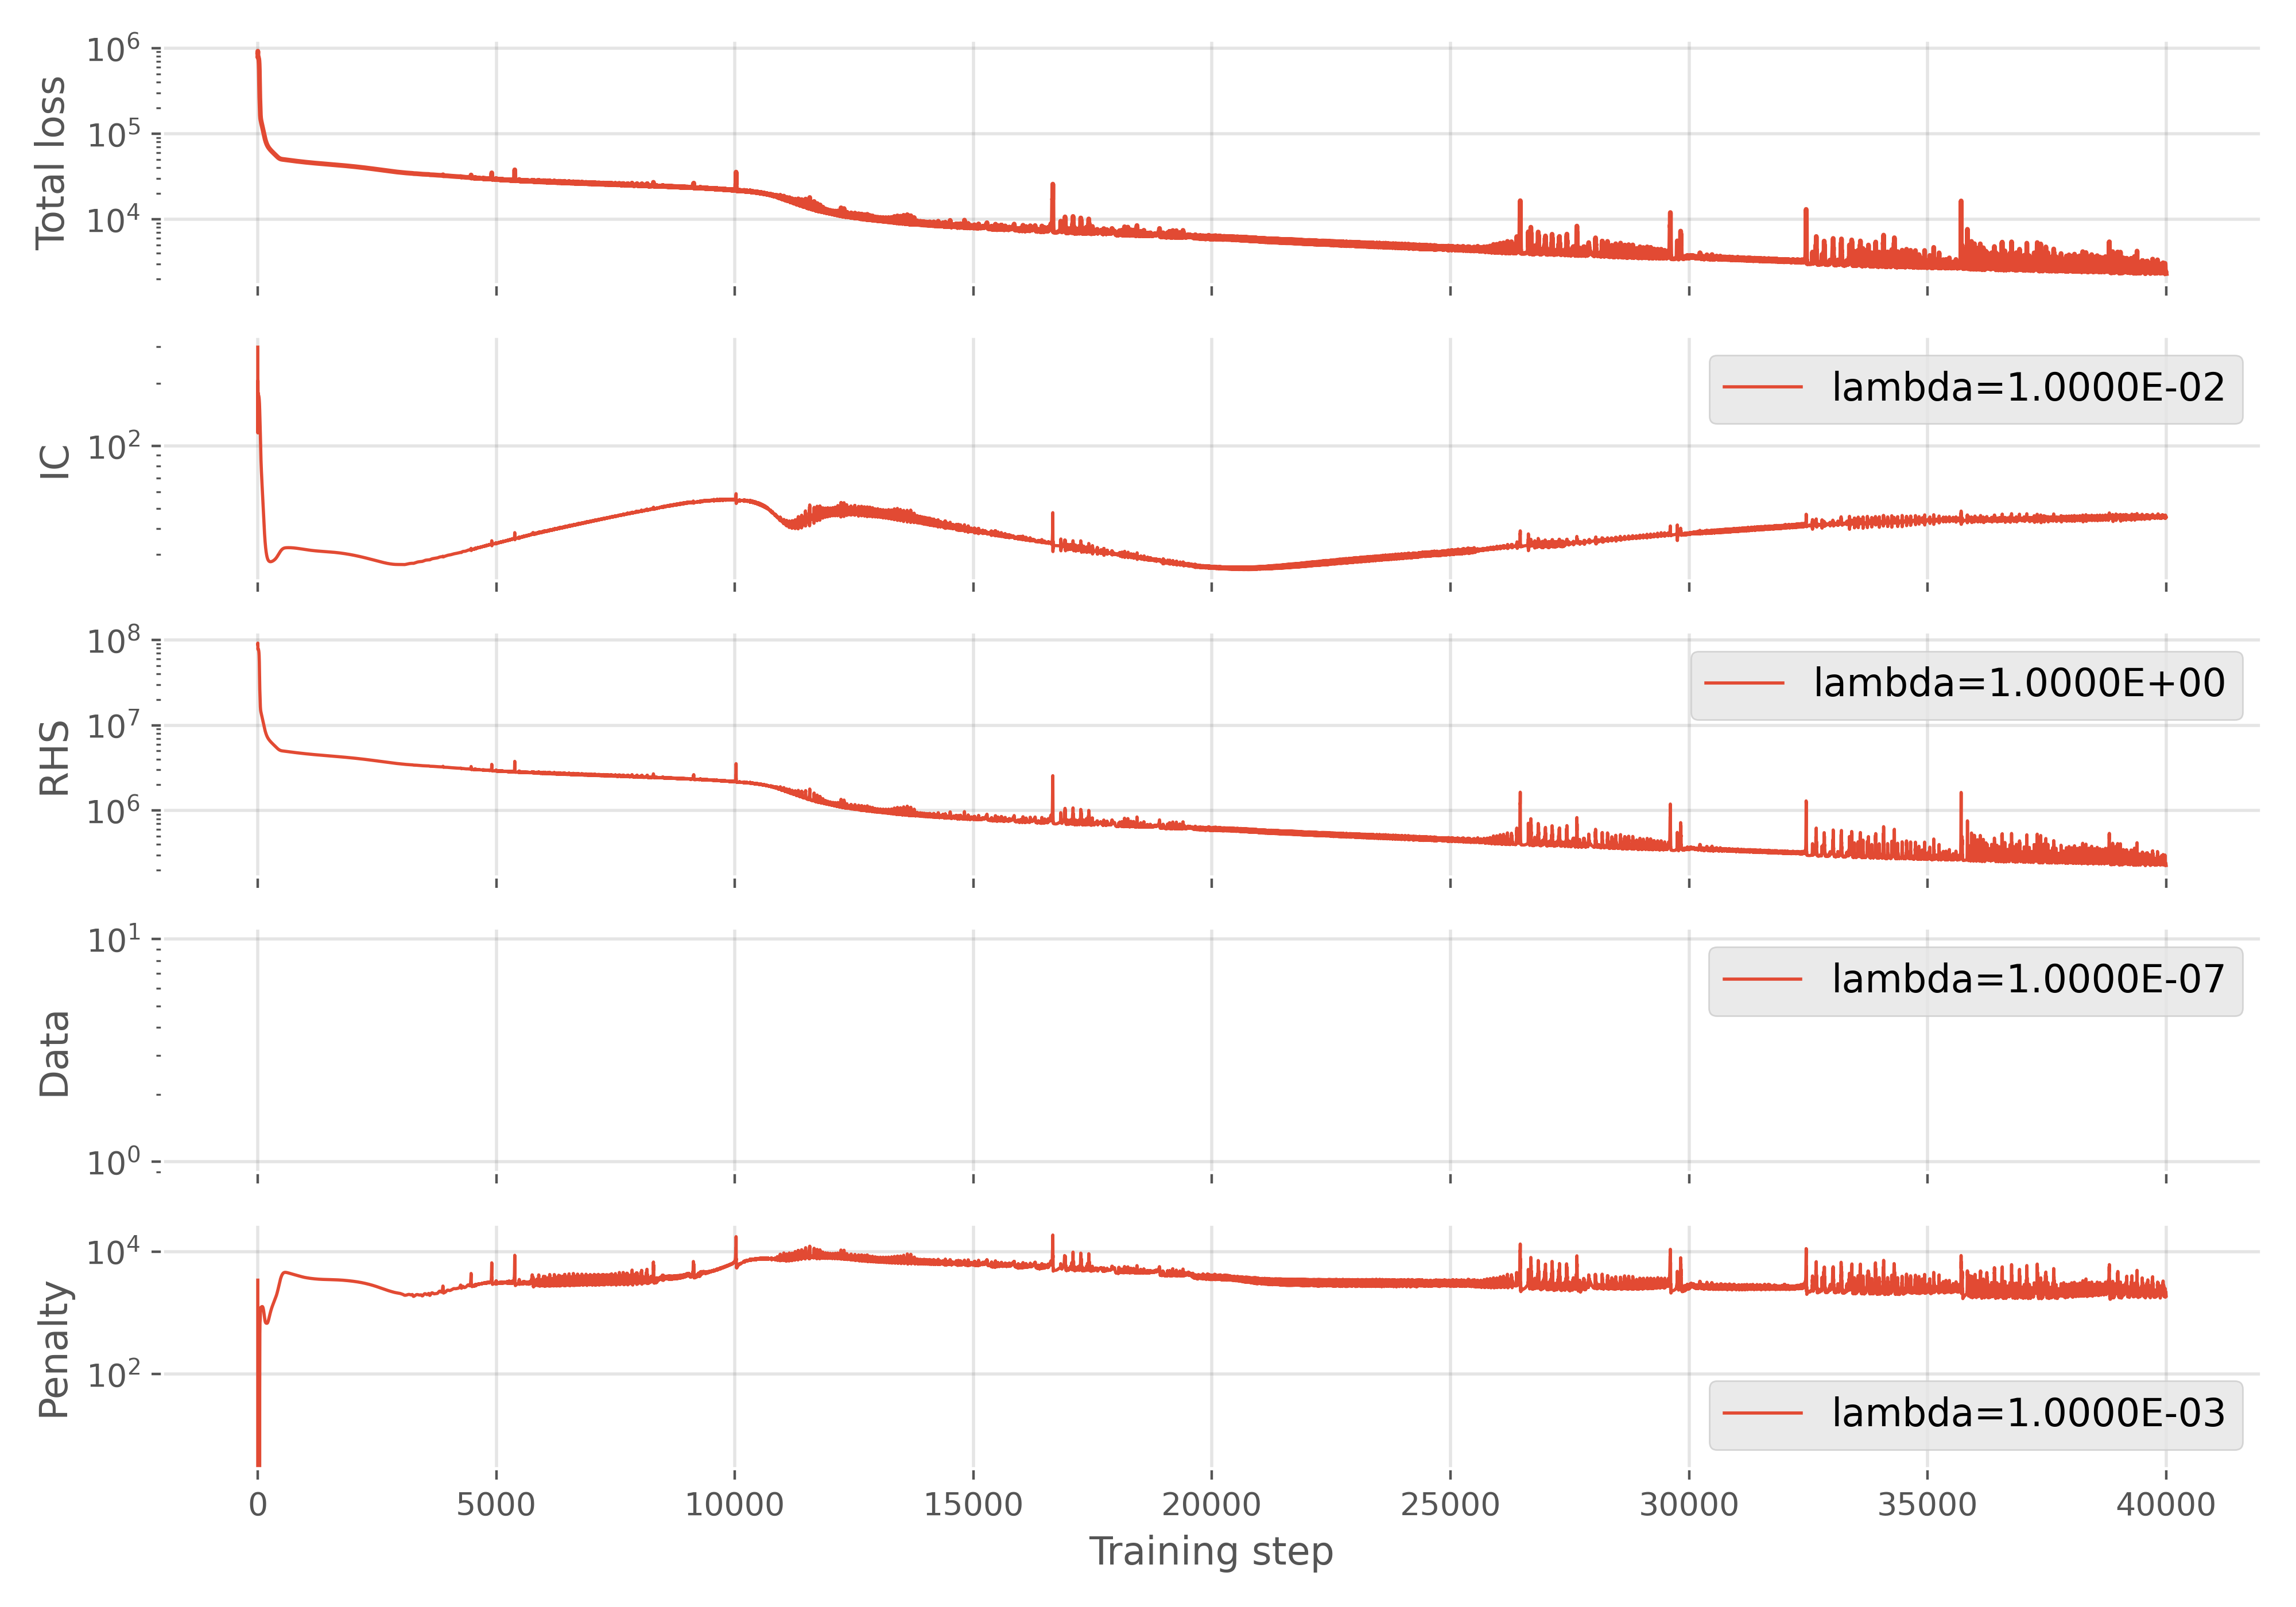 Total loss
10^6
10^5
10^4
IC
10^2
lambda=1.0000E-02
RHS
10^8
10^7
10^6
lambda=1.0000E+00
Data
10^1
10^0
lambda=1.0000E-07
Penalty
10^4
10^2
lambda=1.0000E-03
0 5000 10000 15000 20000 25000 30000 35000 40000
Training step